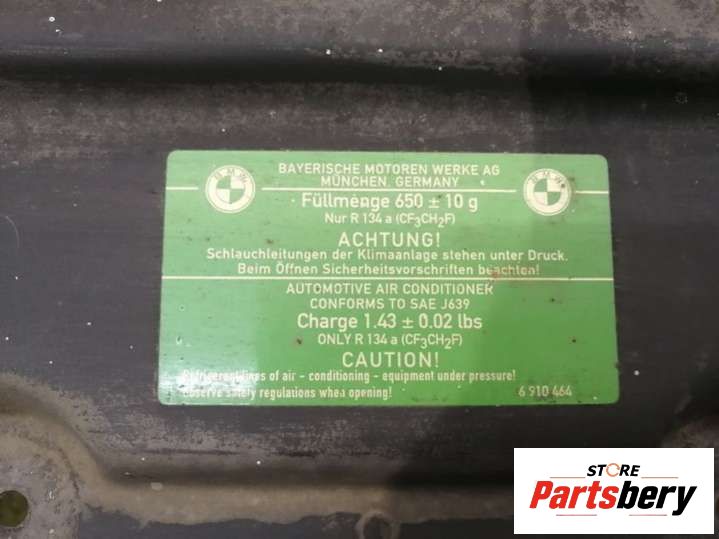 BAYERISCHE MOTOREN WERKE AG
MÜNCHEN, GERMANY
Füllmenge 650 ± 10 g
Nur R 134 a (CF₃CH₂F)
ACHTUNG!
Schlauchleitungen der Klimaanlage stehen unter Druck.
Beim Öffnen Sicherheitsvorschriften beachten!
AUTOMOTIVE AIR CONDITIONER
CONFORMS TO SAE J639
Charge 1.43 ± 0.02 lbs
ONLY R 134 a (CF₃CH₂F)
CAUTION!
Refrigerent lines of air - conditioning - equipment under pressure!
Observe safety regulations when opening!
6 910 464
STORE
Partsbery